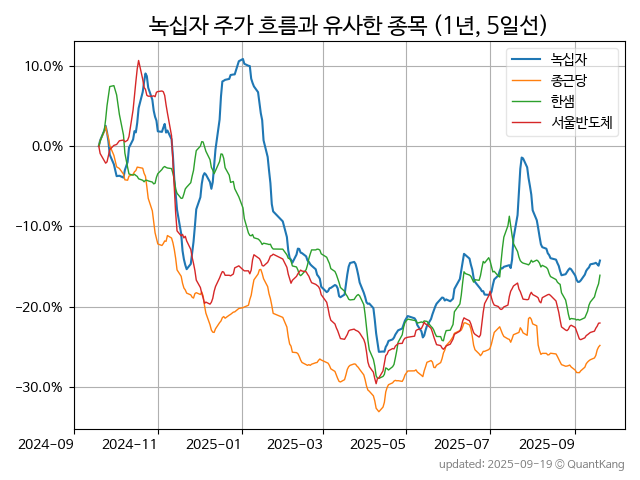 녹십자 주가 흐름과 유사한 종목 (1년, 5일선)
녹십자
종근당
한샘
서울반도체
10.0%
0.0%
−10.0%
−20.0%
−30.0%
2024-09 2024-11 2025-01 2025-03 2025-05 2025-07 2025-09
updated: 2025-09-19 © QuantKang